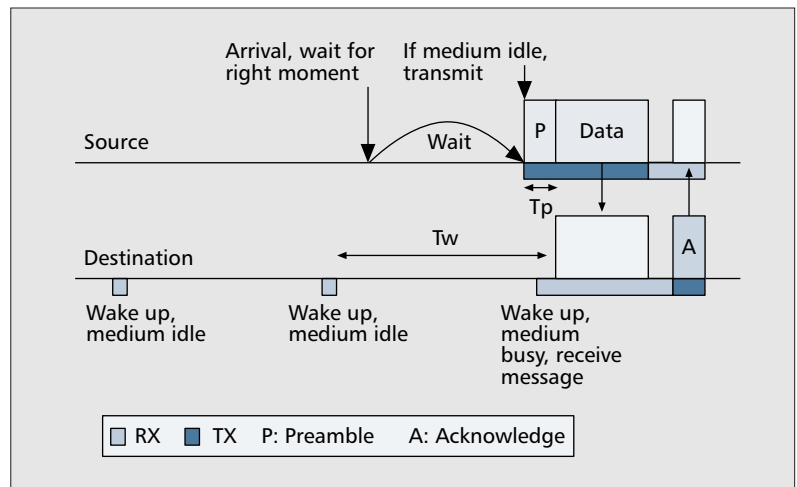 Arrival, wait for
right moment
If medium idle,
transmit
P
Data
Source
Wait
Tp
Tw
A
Destination
Wake up,
medium idle
Wake up,
medium idle
Wake up,
medium
busy, receive
message
RX TX P: Preamble A: Acknowledge